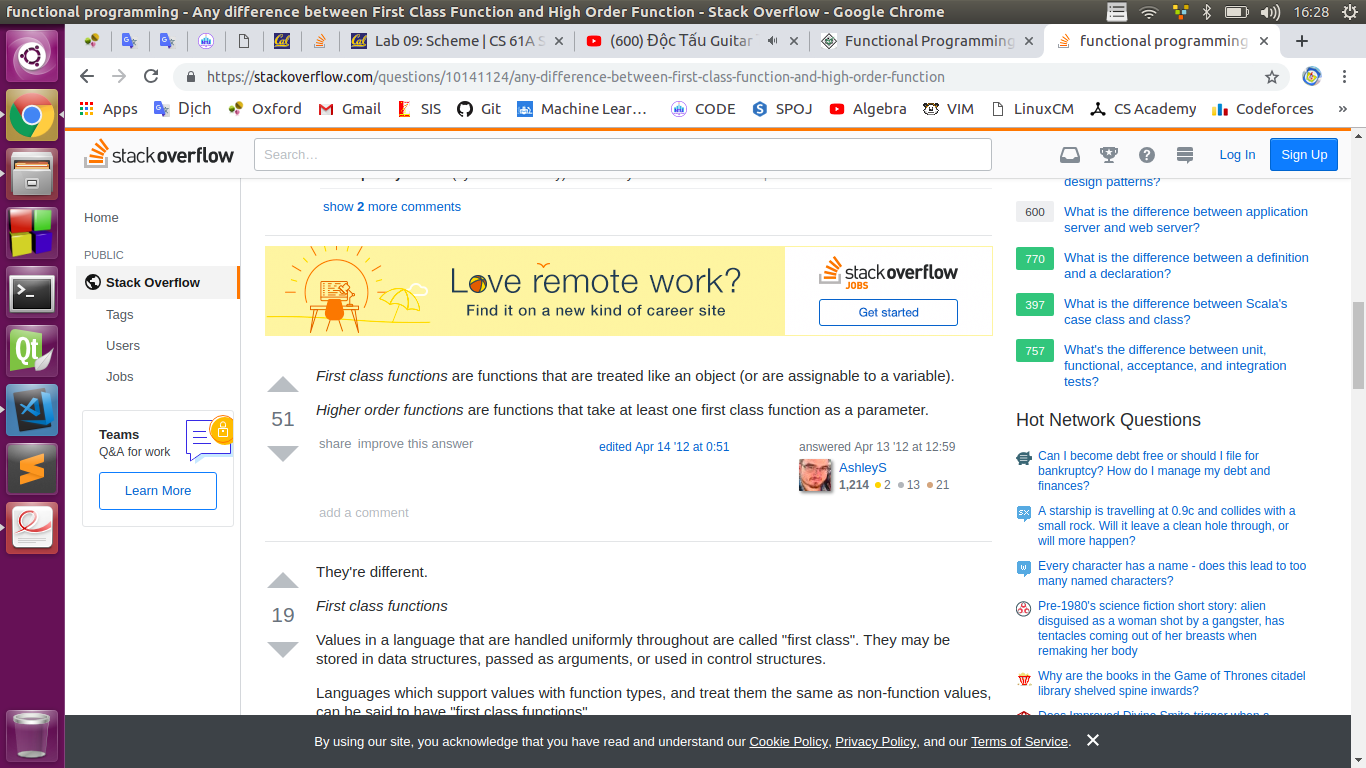 functional programming - Any difference between First Class Function and High Order Function - Stack Overflow - Google Chrome
16:28
Lab 09: Scheme | CS 61A S
(600) Độc Tấu Guitar
Functional Programming
functional programming
https://stackoverflow.com/questions/10141124/any-difference-between-first-class-function-and-high-order-function
Apps
Dịch
Oxford
Gmail
SIS
Git
Machine Lear…
CODE
SPOJ
Algebra
VIM
LinuxCM
CS Academy
Codeforces
»
stackoverflow
Search…
Log In
Sign Up
Home
PUBLIC
Stack Overflow
Tags
Users
Jobs
Teams
Q&A for work
Learn More
show 2 more comments
Love remote work?
Find it on a new kind of career site
stackoverflow
JOBS
Get started
51
First class functions are functions that are treated like an object (or are assignable to a variable).
Higher order functions are functions that take at least one first class function as a parameter.
share improve this answer
edited Apr 14 '12 at 0:51
answered Apr 13 '12 at 12:59
AshleyS
1,214 2 13 21
add a comment
19
They're different.
First class functions
Values in a language that are handled uniformly throughout are called "first class". They may be
stored in data structures, passed as arguments, or used in control structures.
Languages which support values with function types, and treat them the same as non-function values,
can be said to have "first class functions".
design patterns?
600 What is the difference between application
server and web server?
770 What is the difference between a definition
and a declaration?
397 What is the difference between Scala's
case class and class?
757 What's the difference between unit,
functional, acceptance, and integration
tests?
Hot Network Questions
Can I become debt free or should I file for
bankruptcy? How do I manage my debt and
finances?
A starship is travelling at 0.9c and collides with a
small rock. Will it leave a clean hole through, or
will more happen?
Every character has a name - does this lead to too
many named characters?
Pre-1980's science fiction short story: alien
disguised as a woman shot by a gangster, has
tentacles coming out of her breasts when
remaking her body
Why are the books in the Game of Thrones citadel
library shelved spine inwards?
Does Improved Divine Smite trigger when a
By using our site, you acknowledge that you have read and understand our Cookie Policy, Privacy Policy, and our Terms of Service.